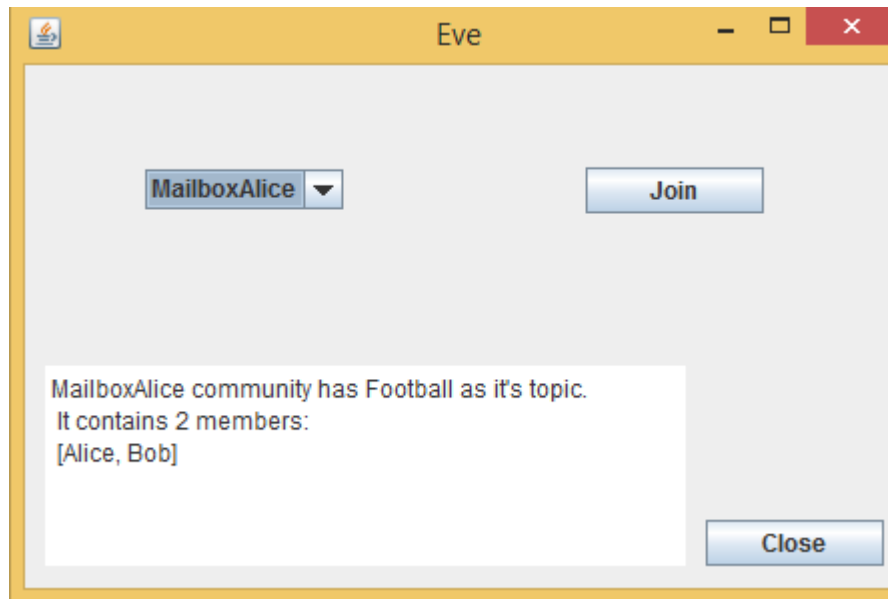 Eve
MailboxAlice
Join
MailboxAlice community has Football as it's topic.
It contains 2 members:
[Alice, Bob]
Close